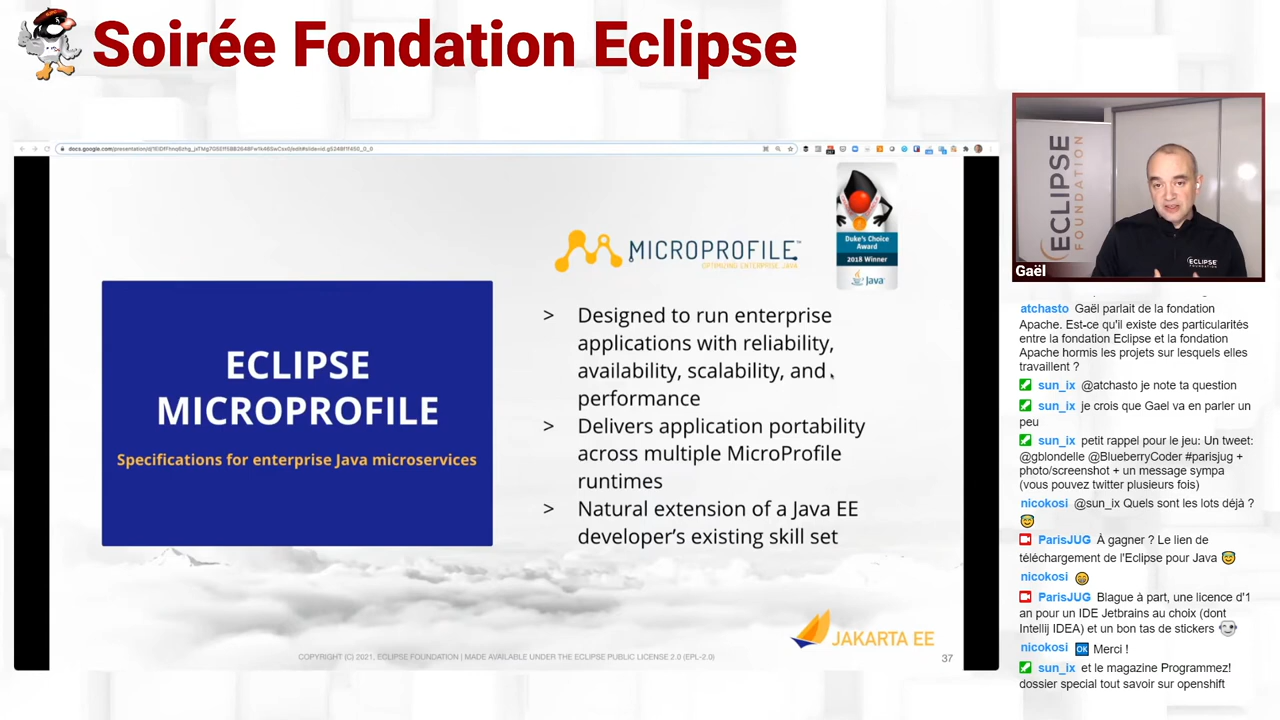 Soirée Fondation Eclipse
MICROPROFILE™
OPTIMIZING ENTERPRISE JAVA
Duke's Choice
Award
2018 Winner
Java
ECLIPSE
MICROPROFILE
Specifications for enterprise Java microservices
> Designed to run enterprise
applications with reliability,
availability, scalability, and
performance
> Delivers application portability
across multiple MicroProfile
runtimes
> Natural extension of a Java EE
developer's existing skill set
JAKARTA EE
COPYRIGHT (C) 2021, ECLIPSE FOUNDATION | MADE AVAILABLE UNDER THE ECLIPSE PUBLIC LICENSE 2.0 (EPL-2.0)
37
ECLIPSE
FOUNDATION
ECLIPSE
FOUNDATION
Gaël
atchasto Gaël parlait de la fondation
Apache. Est-ce qu'il existe des particularités
entre la fondation Eclipse et la fondation
Apache hormis les projets sur lesquels elles
travaillent ?
sun_ix @atchasto je note ta question
sun_ix je crois que Gael va en parler un
peu
sun_ix petit rappel pour le jeu: Un tweet:
@gblondelle @BlueberryCoder #parisjug +
photo/screenshot + un message sympa
(vous pouvez twitter plusieurs fois)
nicokosi @sun_ix Quels sont les lots déjà ?
ParisJUG À gagner ? Le lien de
téléchargement de l'Eclipse pour Java
nicokosi
ParisJUG Blague à part, une licence d'1
an pour un IDE Jetbrains au choix (dont
Intellij IDEA) et un bon tas de stickers
nicokosi OK Merci !
sun_ix et le magazine Programmez!
dossier special tout savoir sur openshift